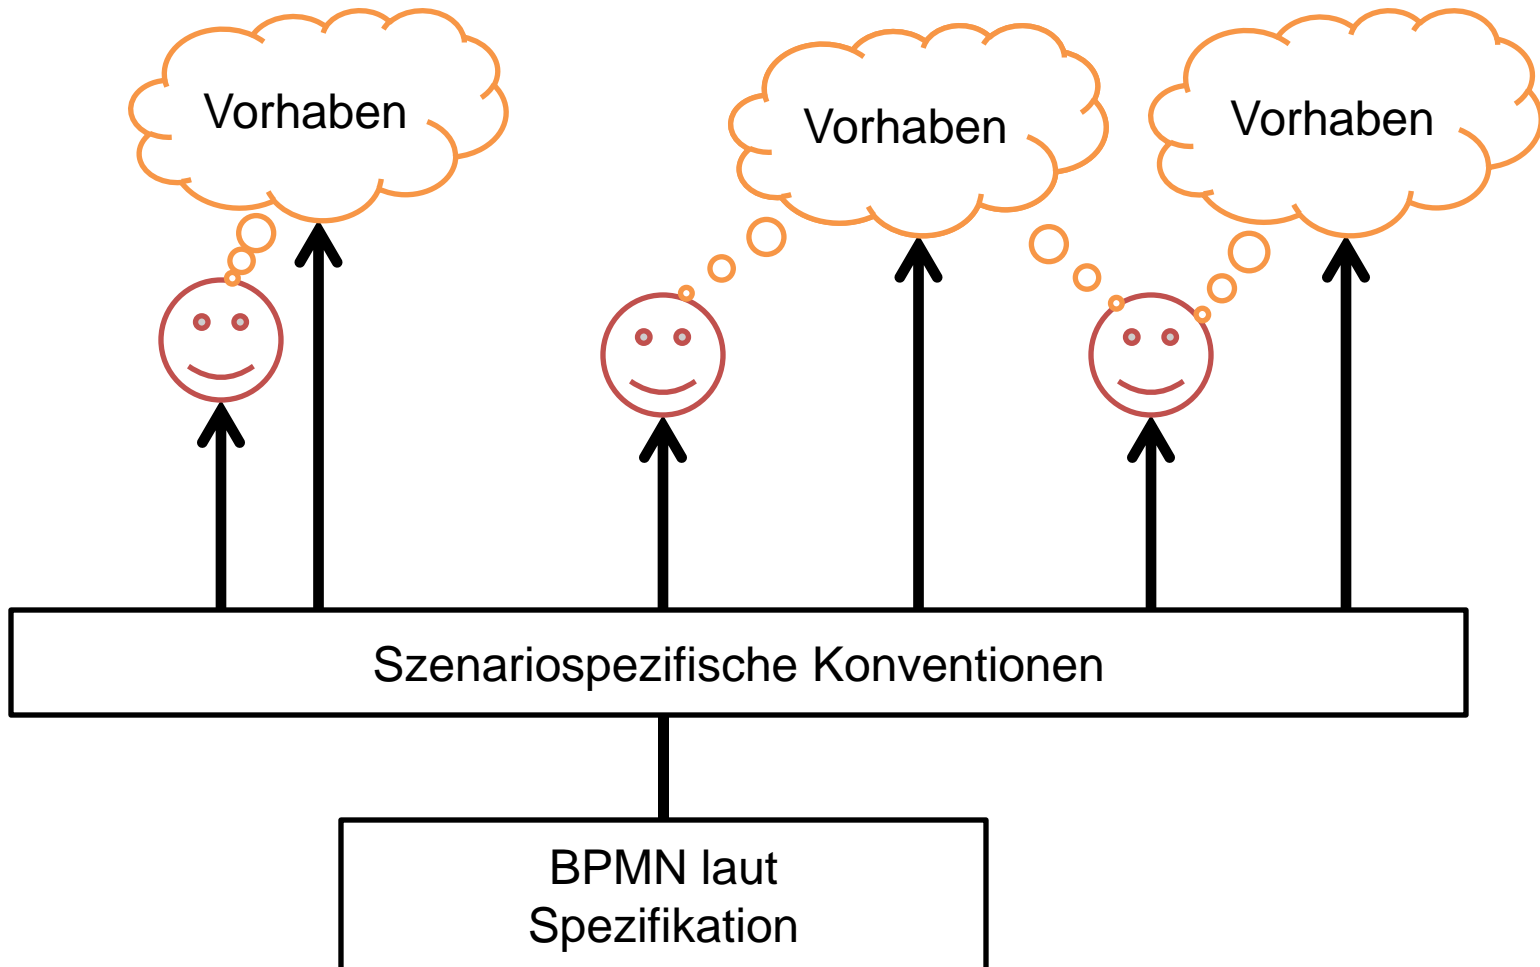 Vorhaben
Vorhaben
Vorhaben
Szenariospezifische Konventionen
BPMN laut
Spezifikation